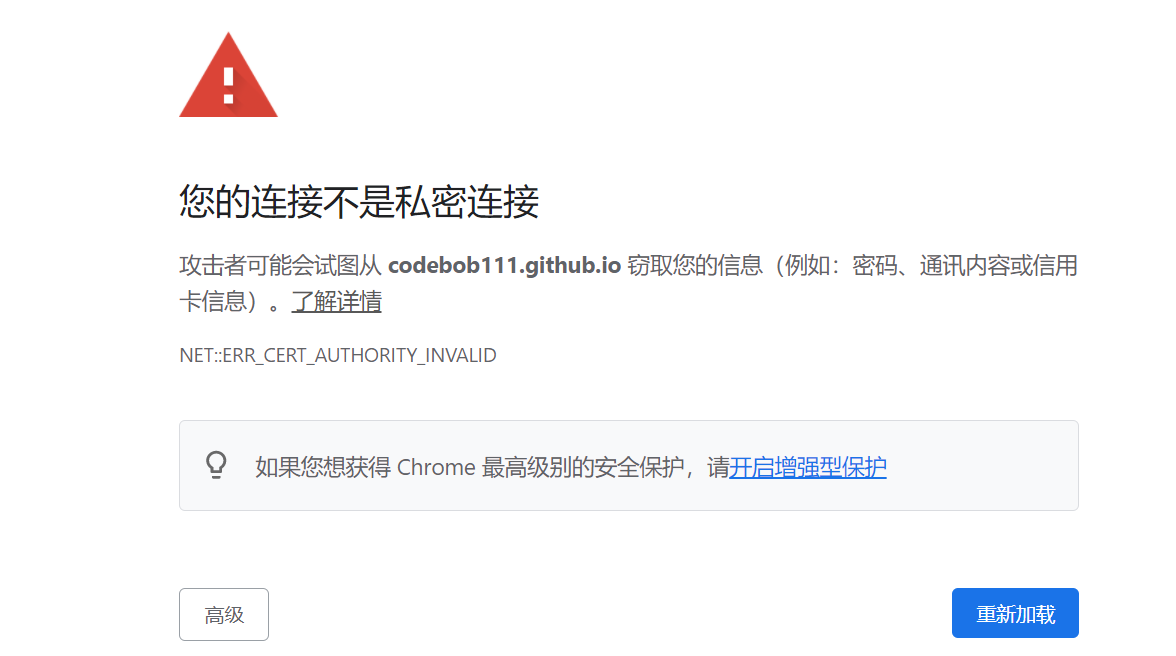 您的连接不是私密连接
攻击者可能会试图从 codebob111.github.io 窃取您的信息（例如：密码、通讯内容或信用
卡信息）。了解详情
NET::ERR_CERT_AUTHORITY_INVALID
如果您想获得 Chrome 最高级别的安全保护，请开启增强型保护
高级
重新加载